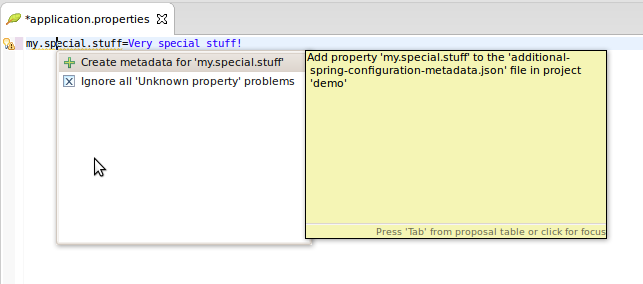 *application.properties
my.special.stuff=Very special stuff!
Create metadata for 'my.special.stuff'
Ignore all 'Unknown property' problems
Add property 'my.special.stuff' to the 'additional-
spring-configuration-metadata.json' file in project
'demo'
Press 'Tab' from proposal table or click for focus